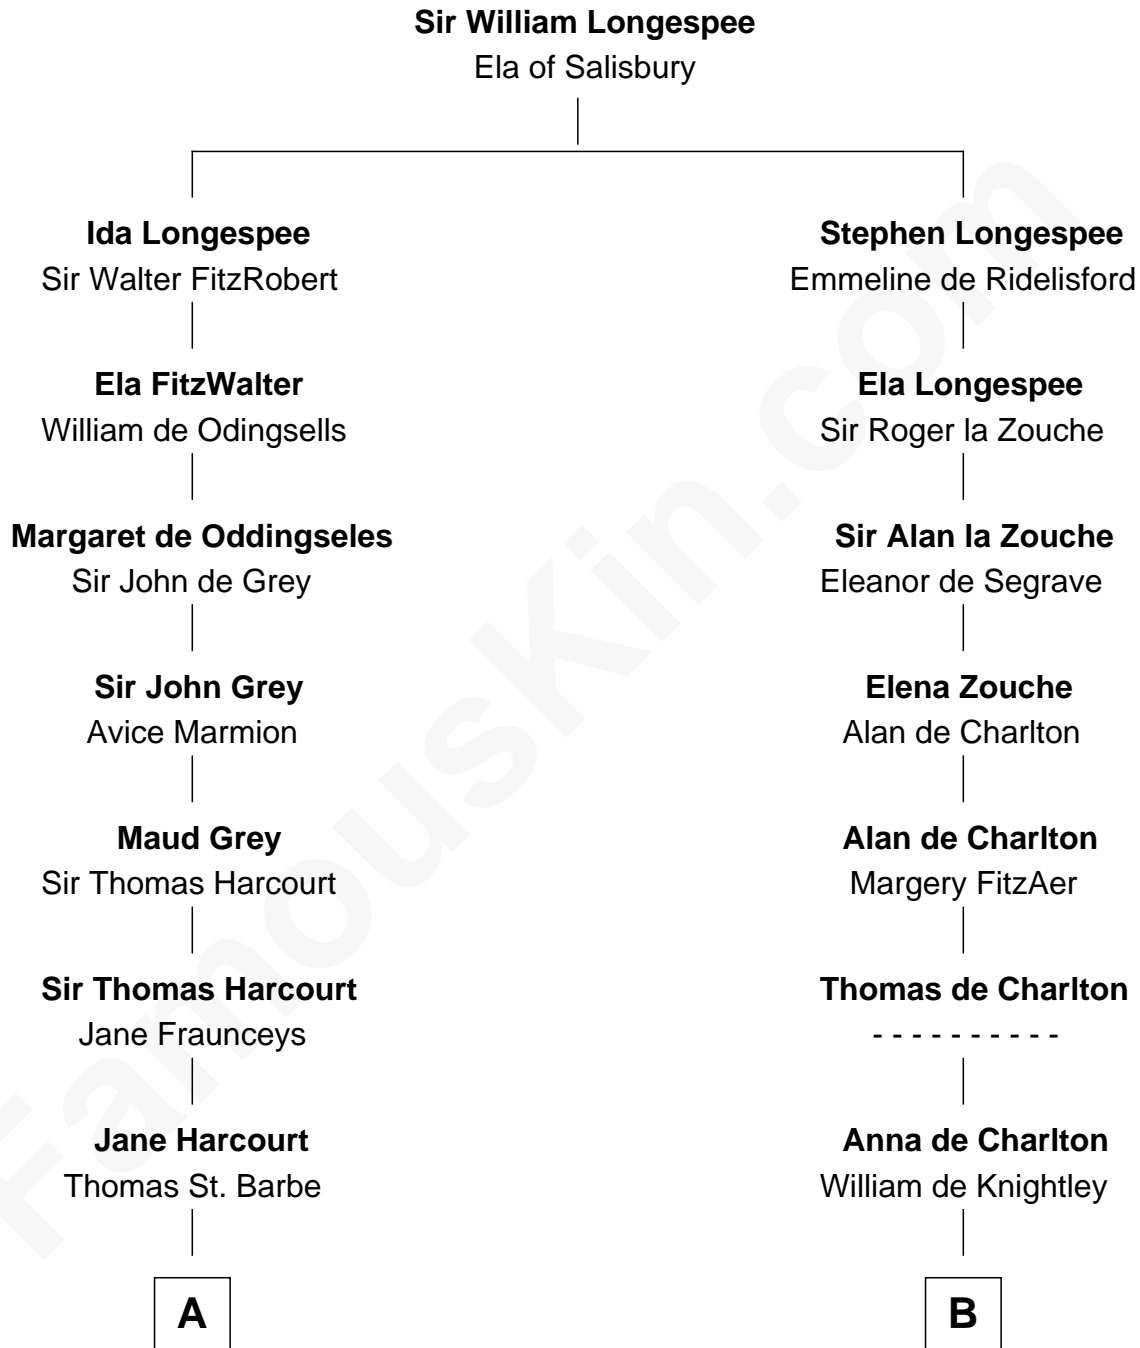 Sir William Longespee
Ela of Salisbury
Ida Longespee
Sir Walter FitzRobert
Ela FitzWalter
William de Odingsells
Margaret de Oddingseles
Sir John de Grey
Sir John Grey
Avice Marmion
Maud Grey
Sir Thomas Harcourt
Sir Thomas Harcourt
Jane Fraunceys
Jane Harcourt
Thomas St. Barbe
A
Stephen Longespee
Emmeline de Ridelisford
Ela Longespee
Sir Roger la Zouche
Sir Alan la Zouche
Eleanor de Segrave
Elena Zouche
Alan de Charlton
Alan de Charlton
Margery FitzAer
Thomas de Charlton
- - - - - - - - - -
Anna de Charlton
William de Knightley
B
FamousKin.com